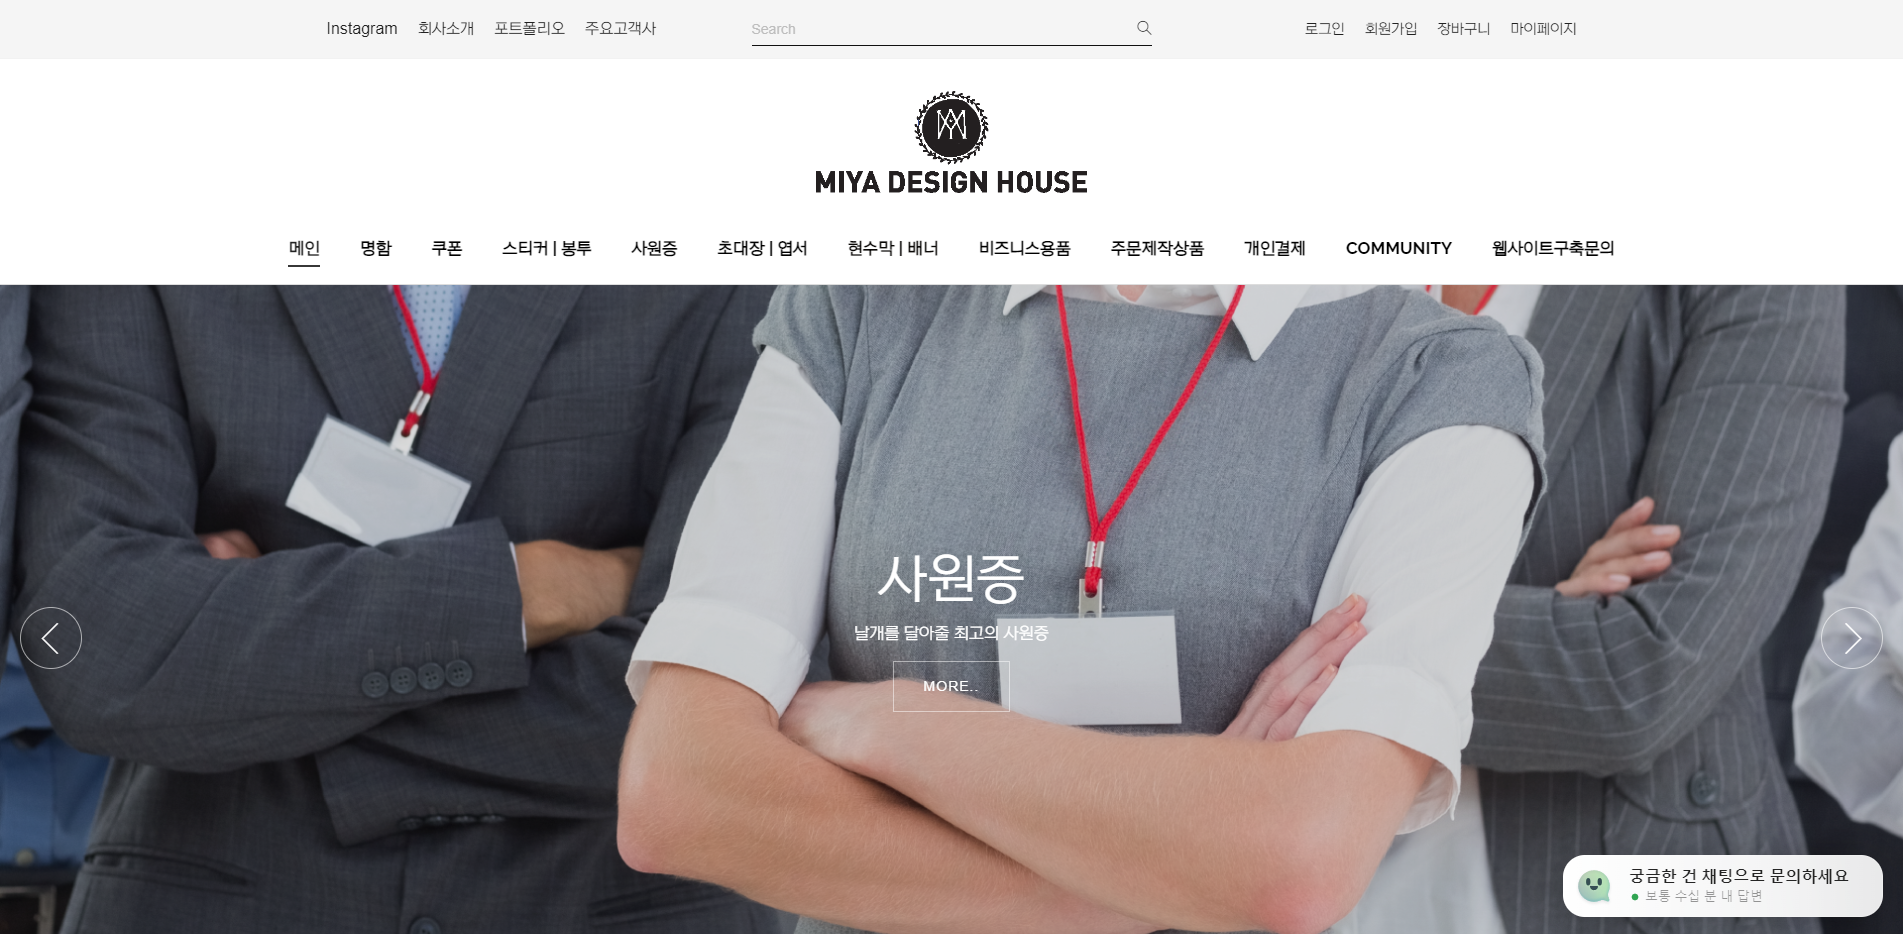 Instagram 회사소개 포트폴리오 주요고객사 Search 로그인 회원가입 장바구니 마이페이지
MIYA DESIGN HOUSE
메인 명함 쿠폰 스티커 | 봉투 사원증 초대장 | 엽서 현수막 | 배너 비즈니스용품 주문제작상품 개인결제 COMMUNITY 웹사이트구축문의
사원증
날개를 달아줄 최고의 사원증
MORE..
궁금한 건 채팅으로 문의하세요
보통 수십 분 내 답변